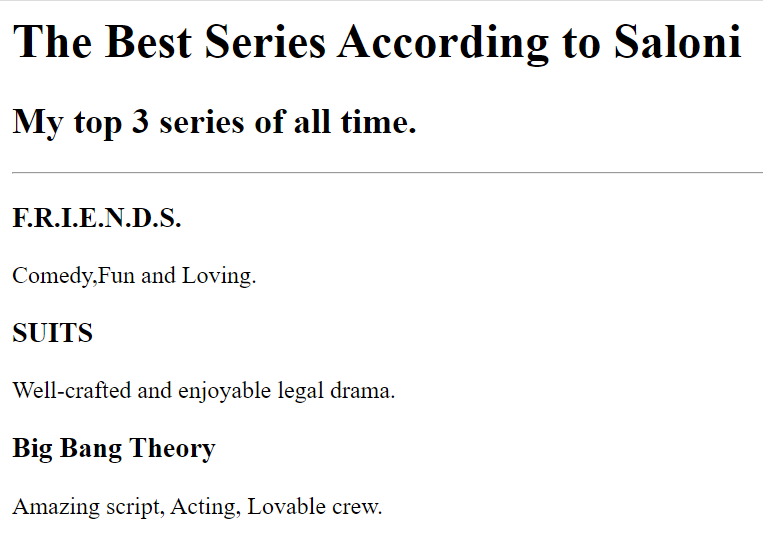 The Best Series According to Saloni
My top 3 series of all time.
F.R.I.E.N.D.S.
Comedy,Fun and Loving.
SUITS
Well-crafted and enjoyable legal drama.
Big Bang Theory
Amazing script, Acting, Lovable crew.